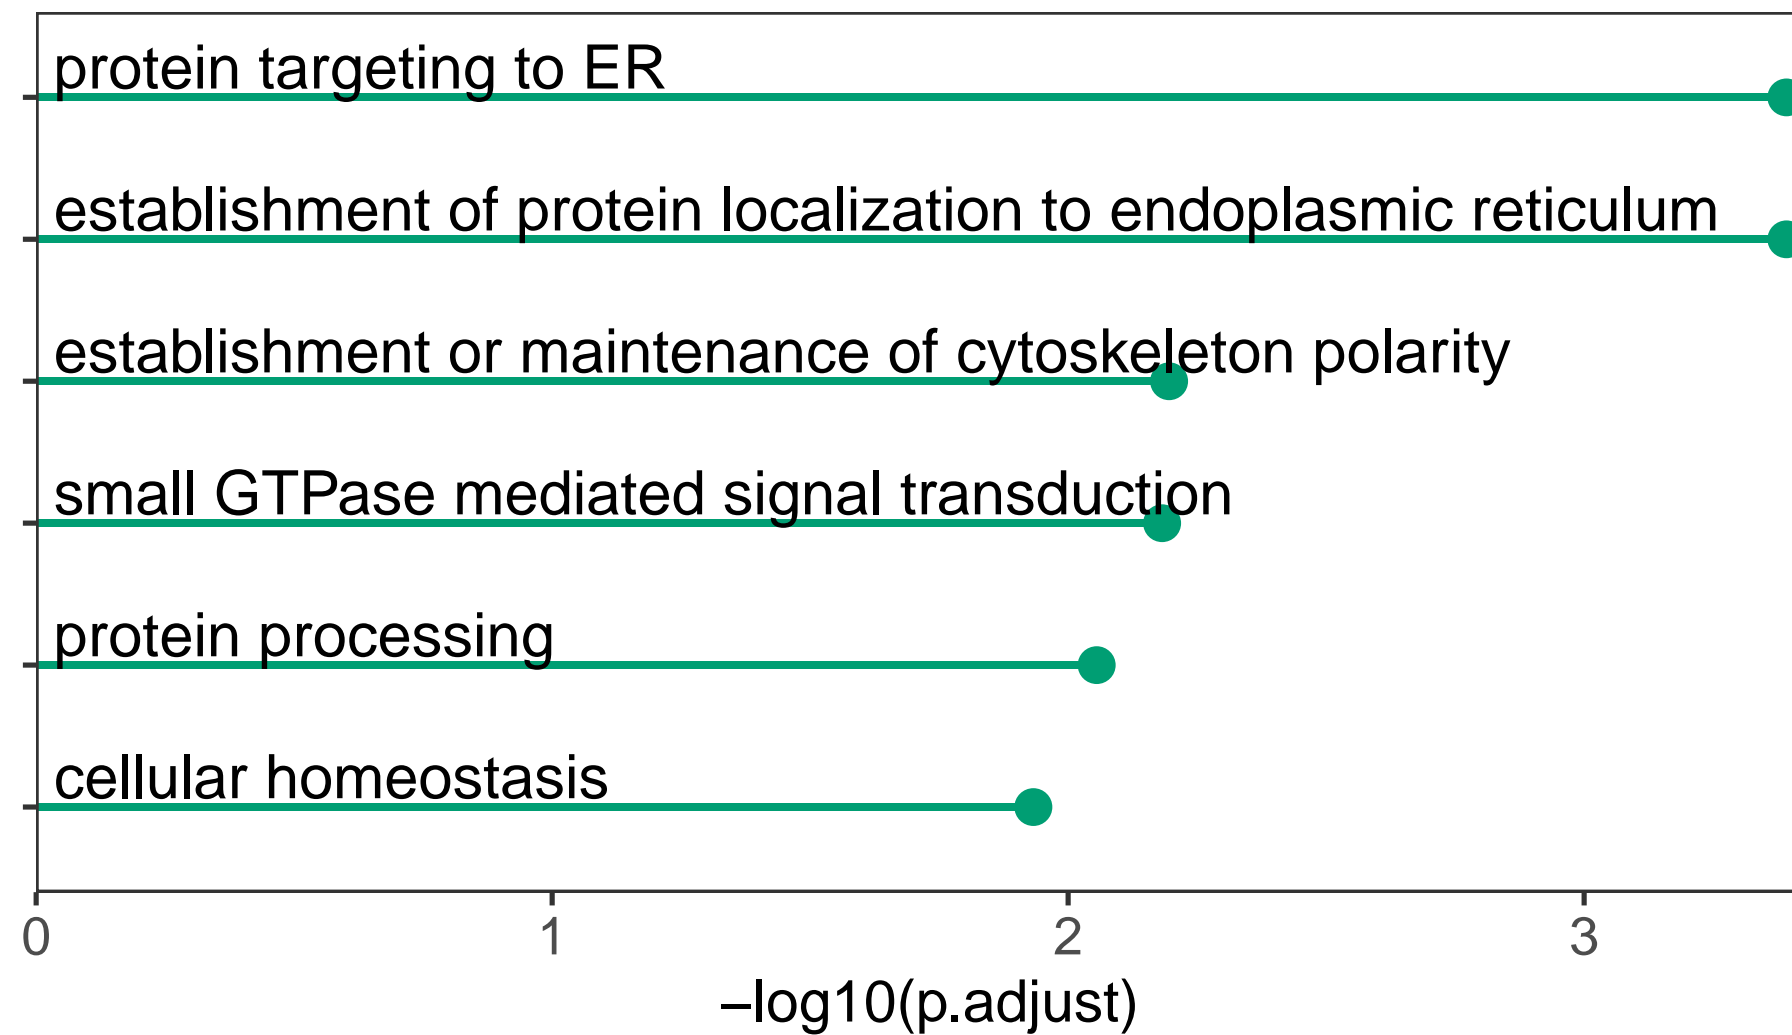 protein targeting to ER
establishment of protein localization to endoplasmic reticulum
establishment or maintenance of cytoskeleton polarity
small GTPase mediated signal transduction
protein processing
cellular homeostasis
0 1 2 3
−log10(p.adjust)